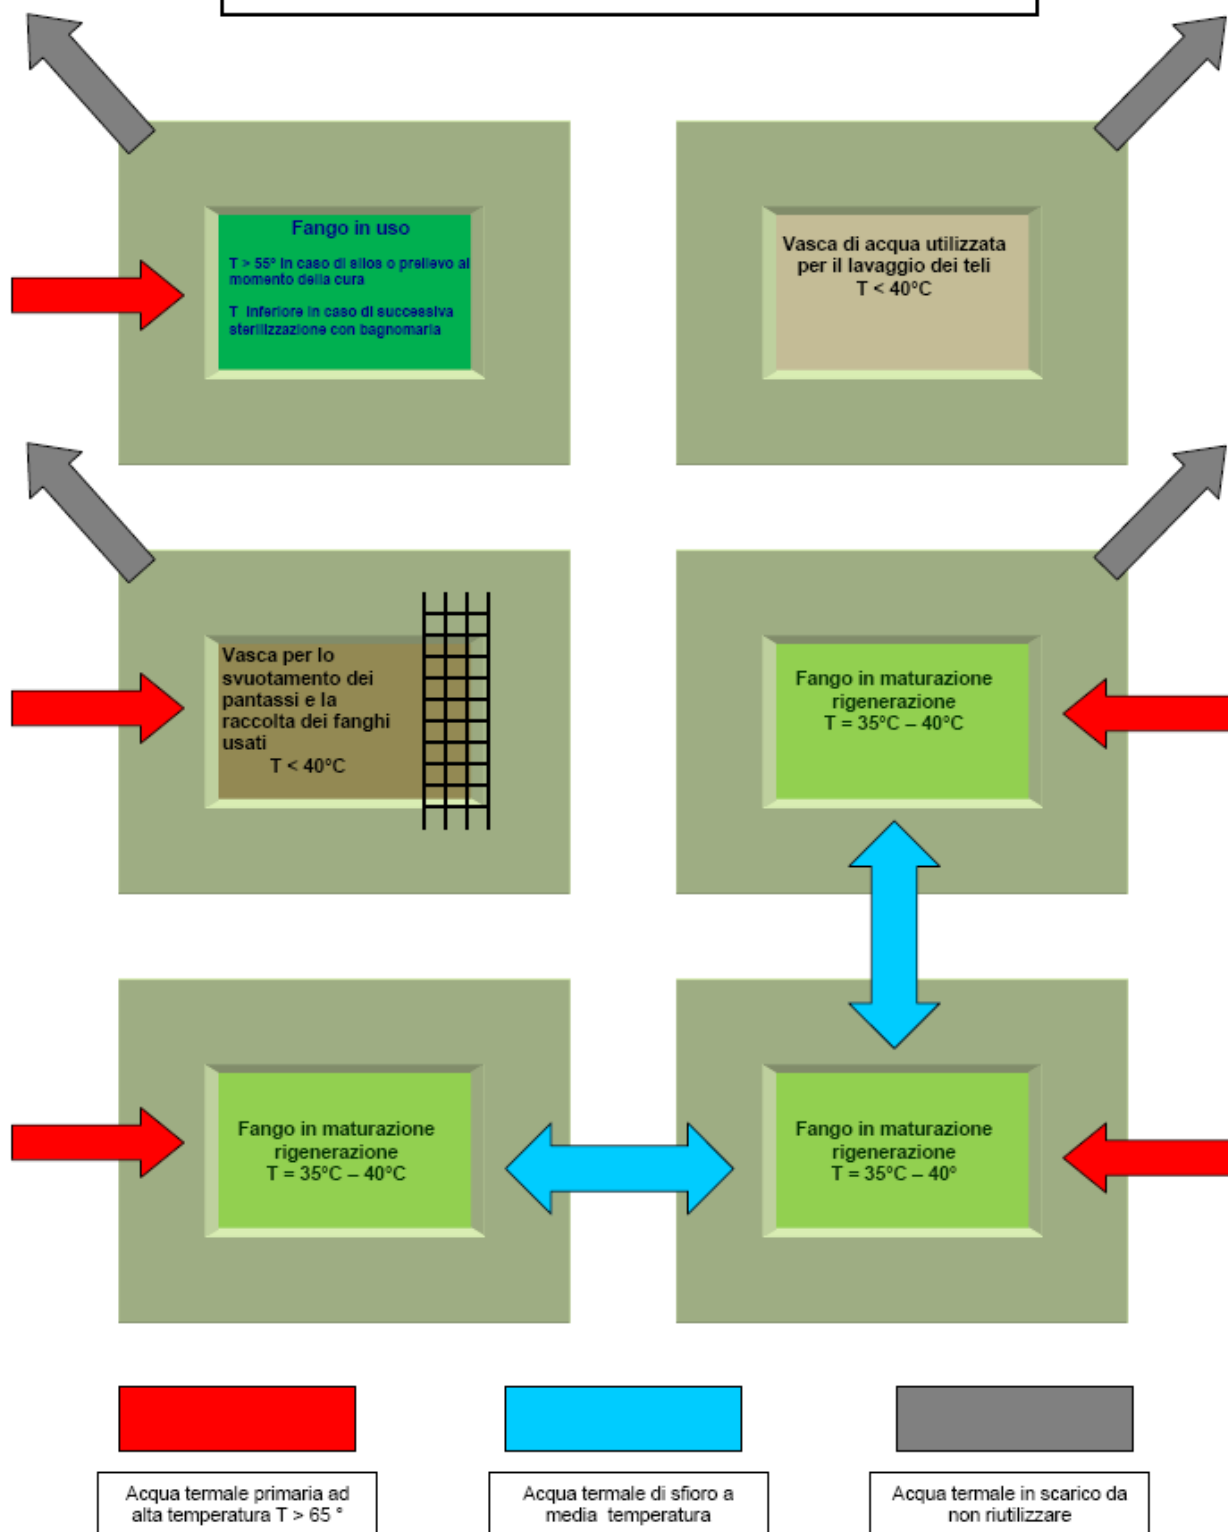 Fango in uso
T > 55° in caso di silos o prelievo al
momento della cura
T inferiore in caso di successiva
sterilizzazione con bagnomaria
Vasca di acqua utilizzata
per il lavaggio dei teli
T < 40°C
Vasca per lo
svuotamento dei
pantassi e la
raccolta dei fanghi
usati
T < 40°C
Fango in maturazione
rigenerazione
T = 35°C – 40°C
Fango in maturazione
rigenerazione
T = 35°C – 40°C
Fango in maturazione
rigenerazione
T = 35°C – 40°
Acqua termale primaria ad
alta temperatura T > 65 °
Acqua termale di sfioro a
media temperatura
Acqua termale in scarico da
non riutilizzare